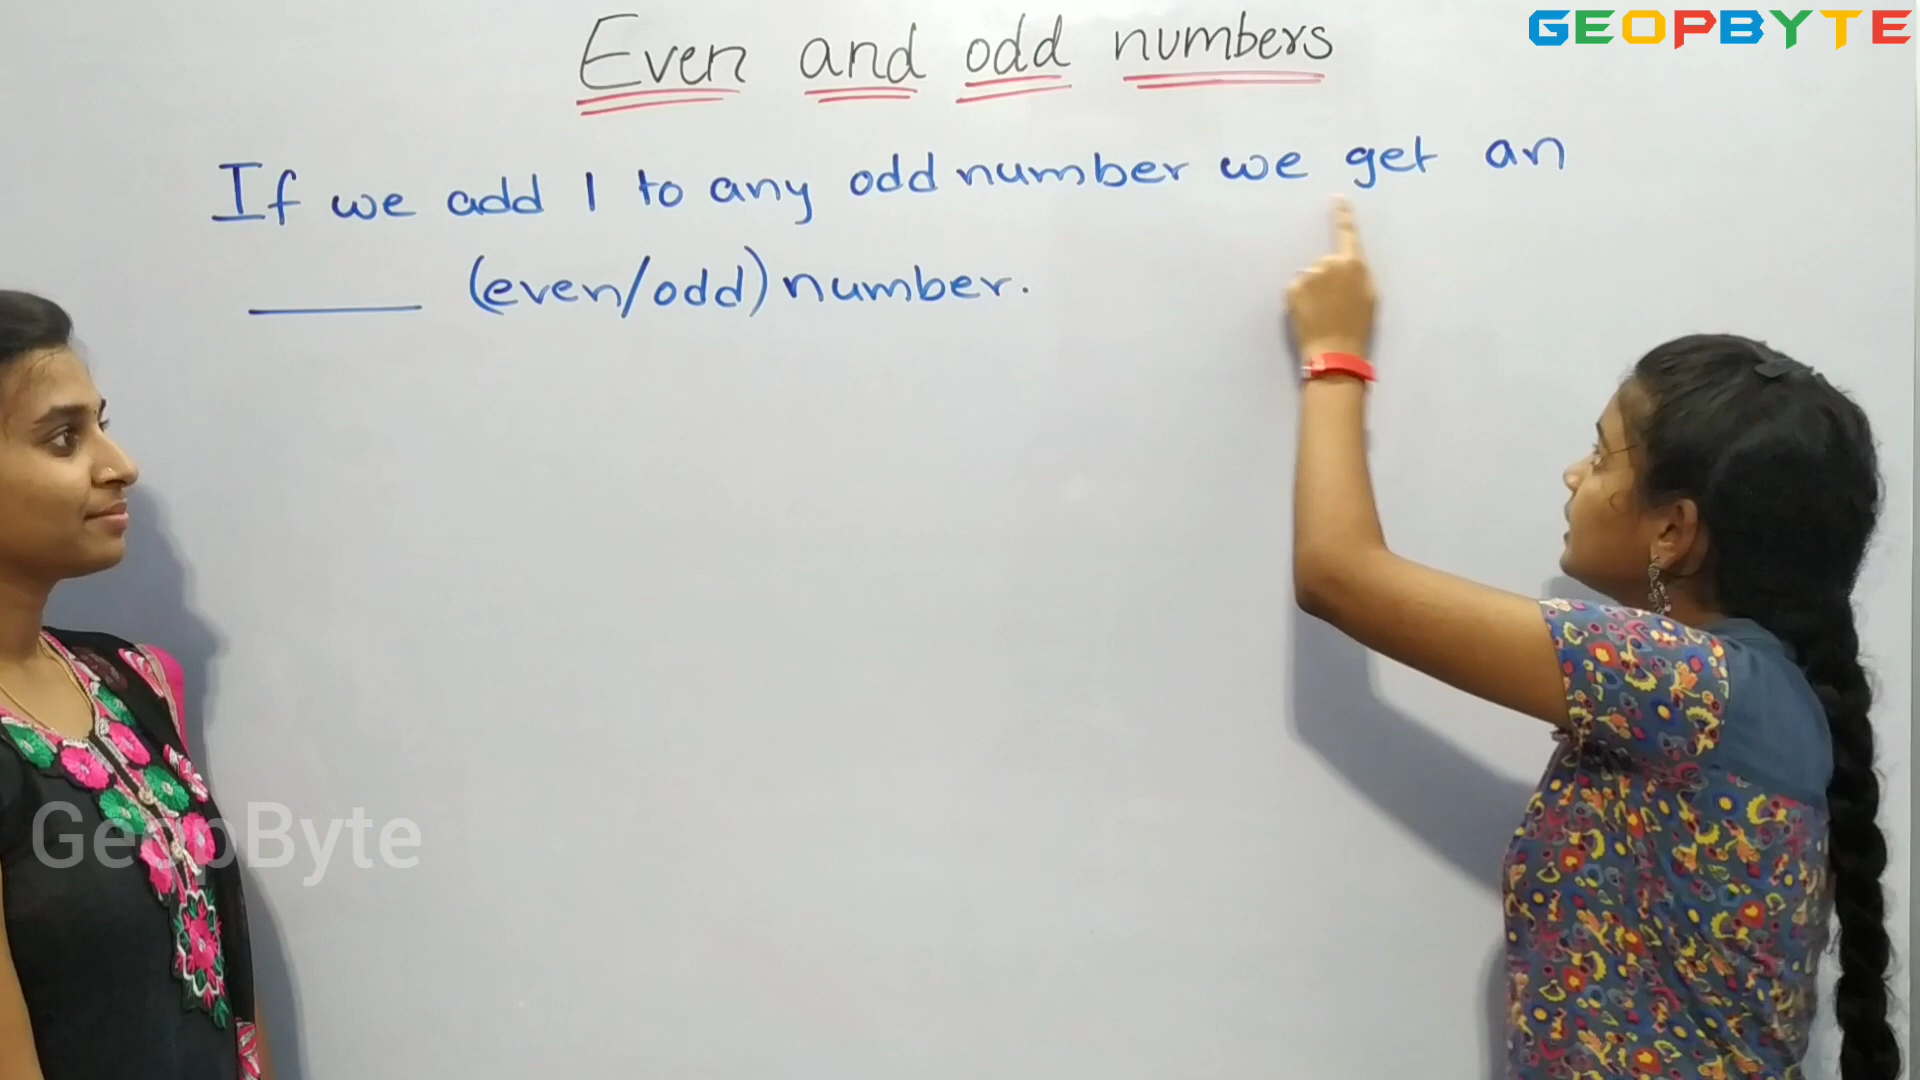 Even and odd numbers
GEOPBYTE
If we add 1 to any odd number we get an
____ (even/odd) number.
GeopByte